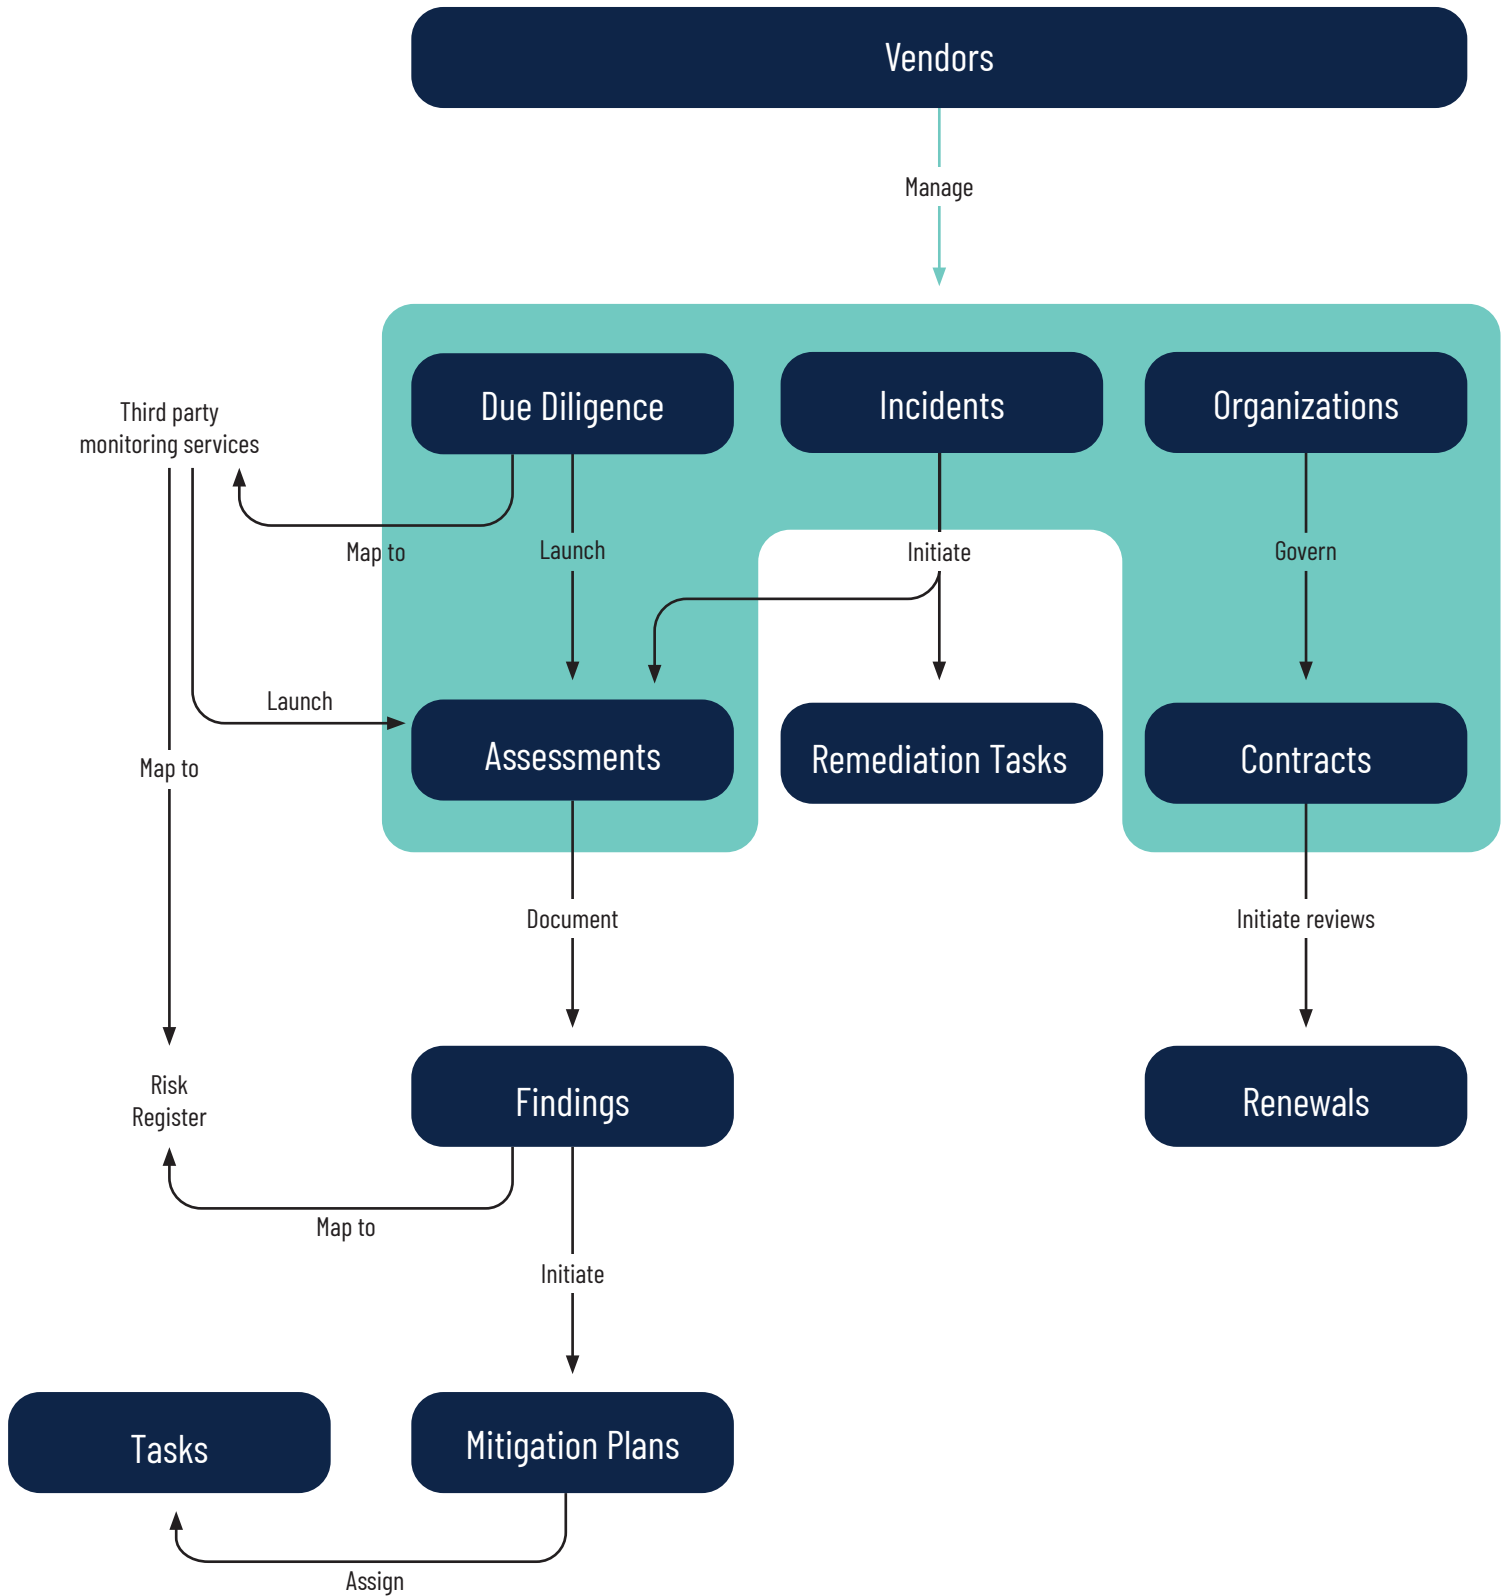 Vendors
Manage
Due Diligence
Incidents
Organizations
Third party
monitoring services
Map to
Launch
Initiate
Govern
Launch
Assessments
Remediation Tasks
Contracts
Map to
Document
Initiate reviews
Risk
Register
Findings
Renewals
Map to
Initiate
Tasks
Mitigation Plans
Assign